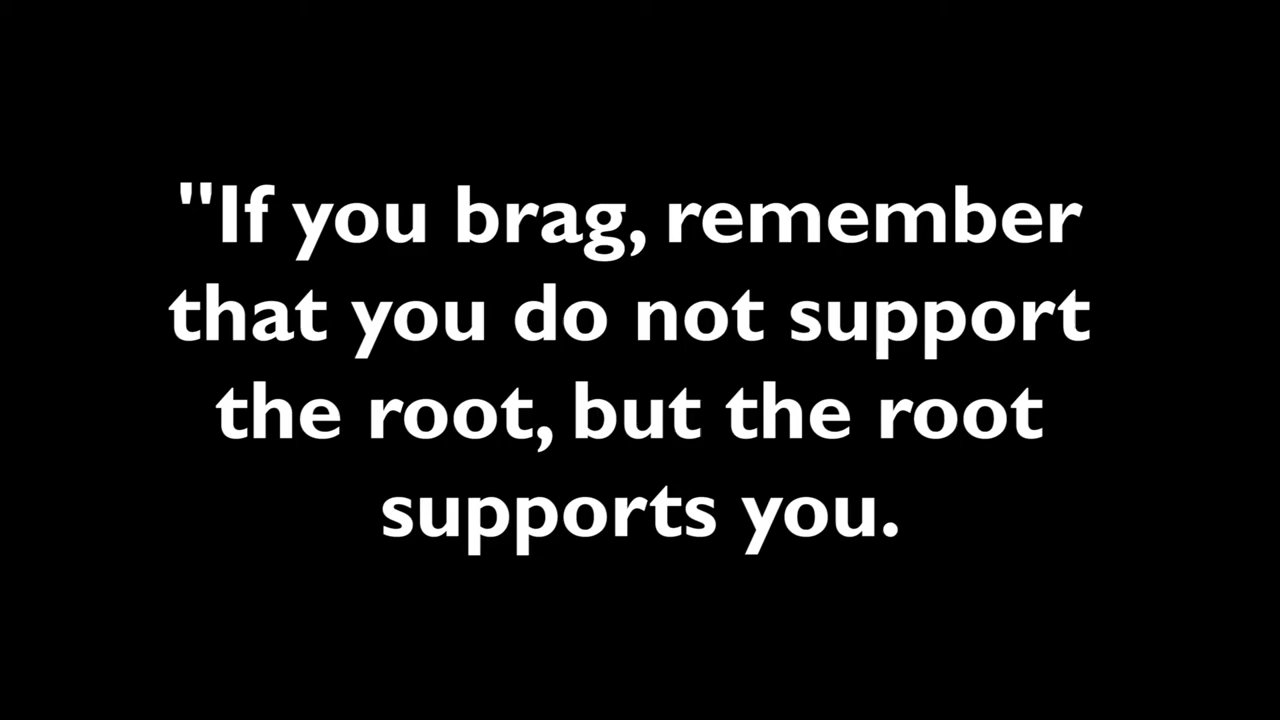 "If you brag, remember
that you do not support
the root, but the root
supports you.